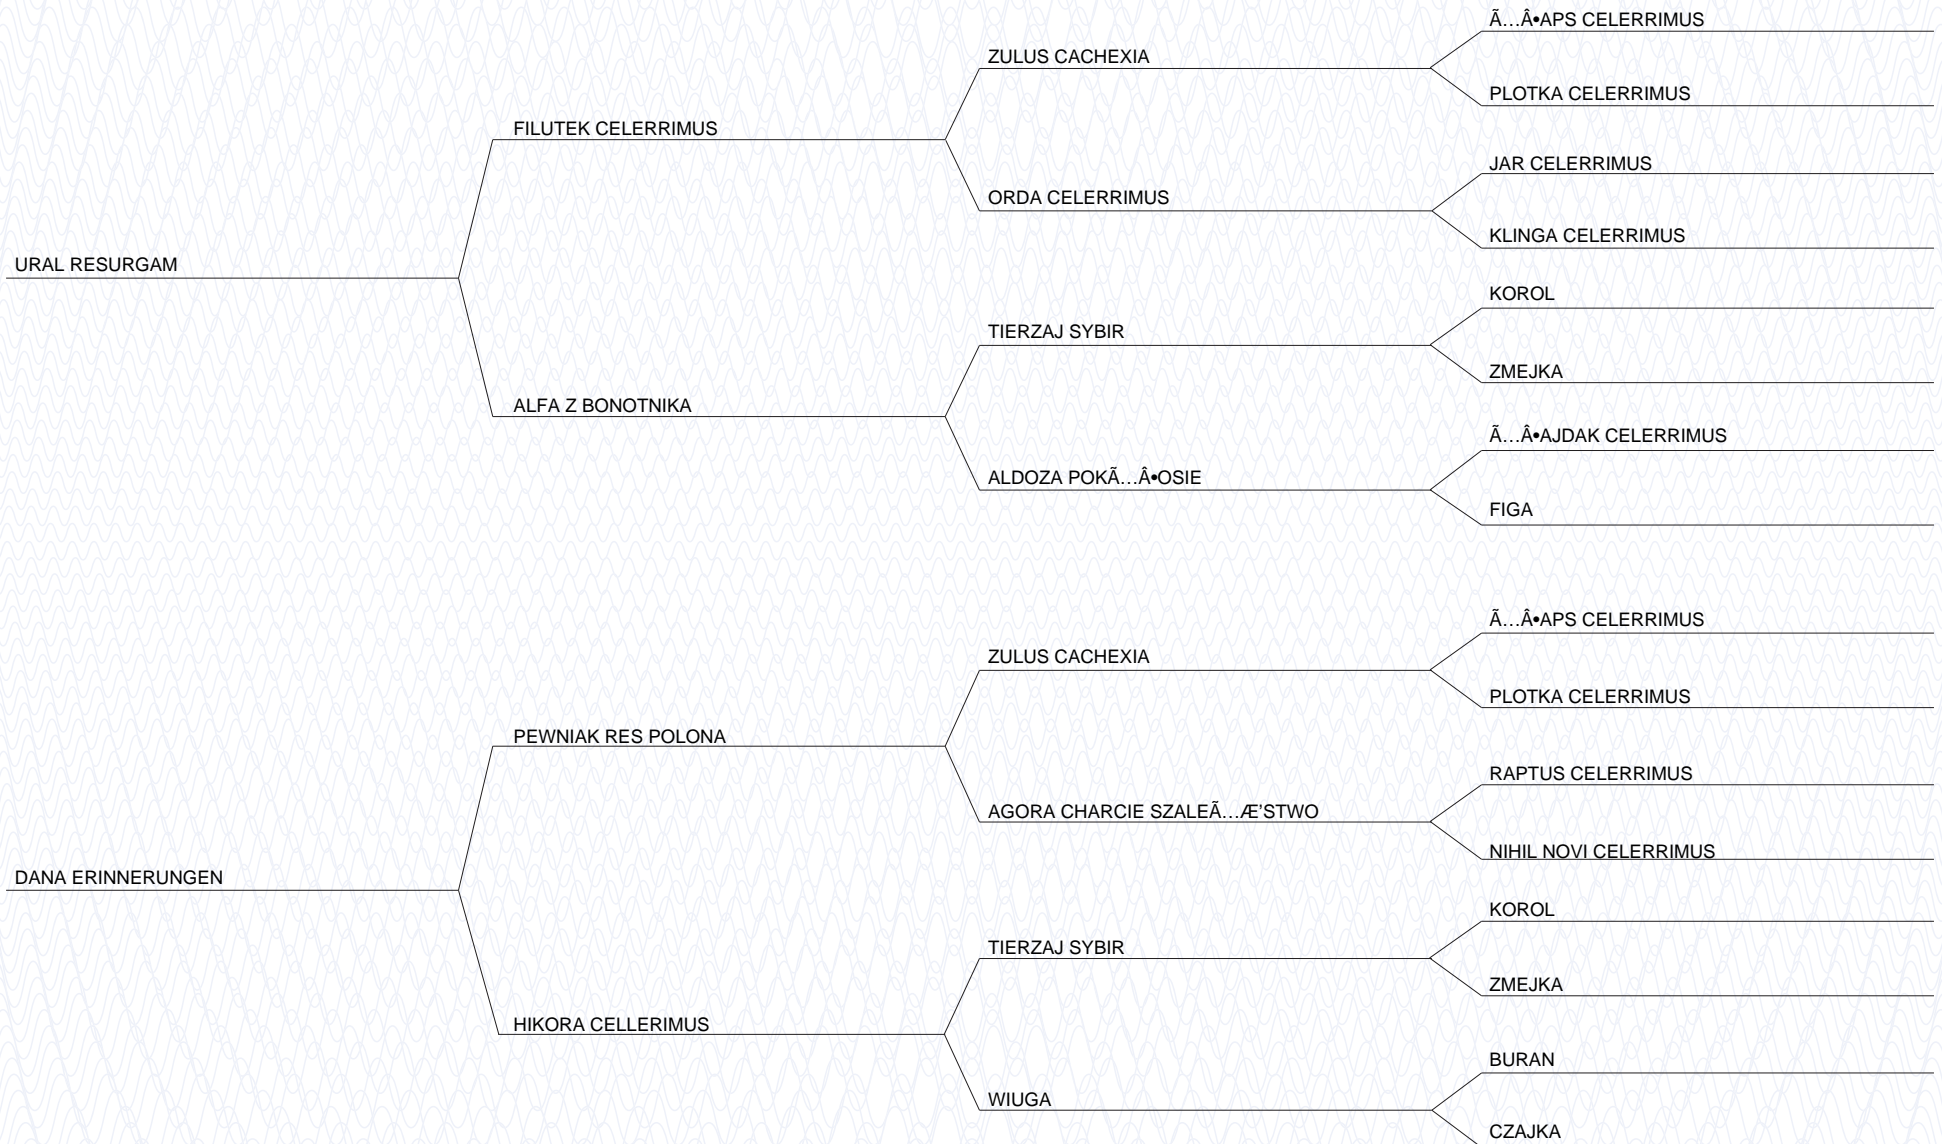 Ã…Â•APS CELERRIMUS
ZULUS CACHEXIA
PLOTKA CELERRIMUS
FILUTEK CELERRIMUS
JAR CELERRIMUS
ORDA CELERRIMUS
KLINGA CELERRIMUS
URAL RESURGAM
KOROL
TIERZAJ SYBIR
ZMEJKA
ALFA Z BONOTNIKA
Ã…Â•AJDAK CELERRIMUS
ALDOZA POKÃ…Â•OSIE
FIGA
Ã…Â•APS CELERRIMUS
ZULUS CACHEXIA
PLOTKA CELERRIMUS
PEWNIAK RES POLONA
RAPTUS CELERRIMUS
AGORA CHARCIE SZALEÃ…Æ'STWO
NIHIL NOVI CELERRIMUS
DANA ERINNERUNGEN
KOROL
TIERZAJ SYBIR
ZMEJKA
HIKORA CELLERIMUS
BURAN
WIUGA
CZAJKA